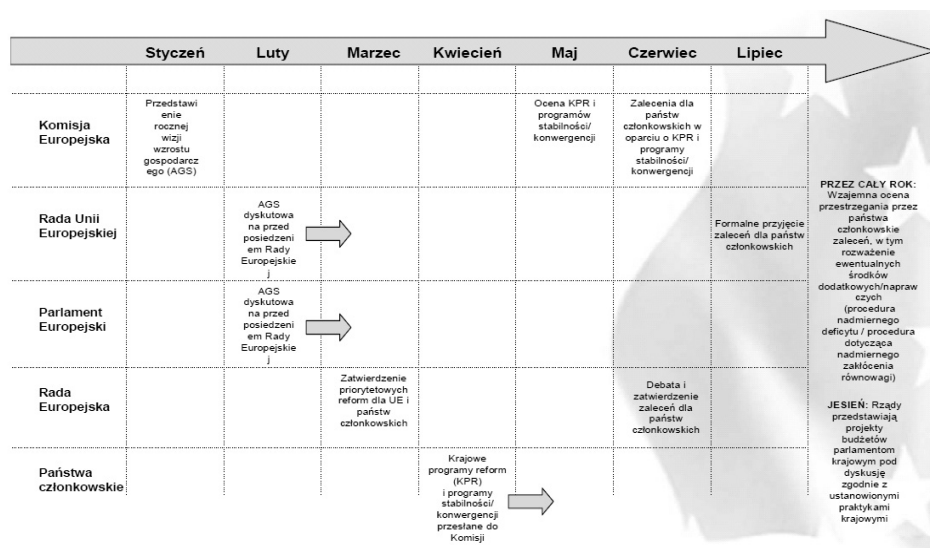 Styczeń Luty Marzec Kwiecień Maj Czerwiec Lipiec
Komisja
Europejska
Przedstawi
enie
rocznej
wizji
wzrostu
gospodarcz
ego (AGS)
Ocena KPR i
programów
stabilności/
konwergencji
Zalecenia dla
państw
członkowskich w
oparciu o KPR i
programy
stabilności/
konwergencji
Rada Unii
Europejskiej
AGS
dyskutowa
na przed
posiedzeni
em Rady
Europejskie
j
Formalne przyjęcie
zaleceń dla państw
członkowskich
Parlament
Europejski
AGS
dyskutowa
na przed
posiedzeni
em Rady
Europejskie
j
Rada
Europejska
Zatwierdzenie
priorytetowych
reform dla UE i
państw
członkowskich
Debata i
zatwierdzenie
zaleceń dla
państw
członkowskich
Państwa
członkowskie
Krajowe
programy reform
(KPR)
i programy
stabilności/
konwergencji
przesłane do
Komisji
PRZEZ CAŁY ROK:
Wzajemna ocena
przestrzegania przez
państwa
członkowskie
zaleceń, w tym
rozważenie
ewentualnych
środków
dodatkowych/napraw
czych
(procedura
nadmiernego
deficytu / procedura
dotycząca
nadmiernego
zakłócenia
równowagi)
JESIEŃ: Rządy
przedstawiają
projekty
budżetów
parlamentom
krajowym pod
dyskusję
zgodnie z
ustanowionymi
praktykami
krajowymi